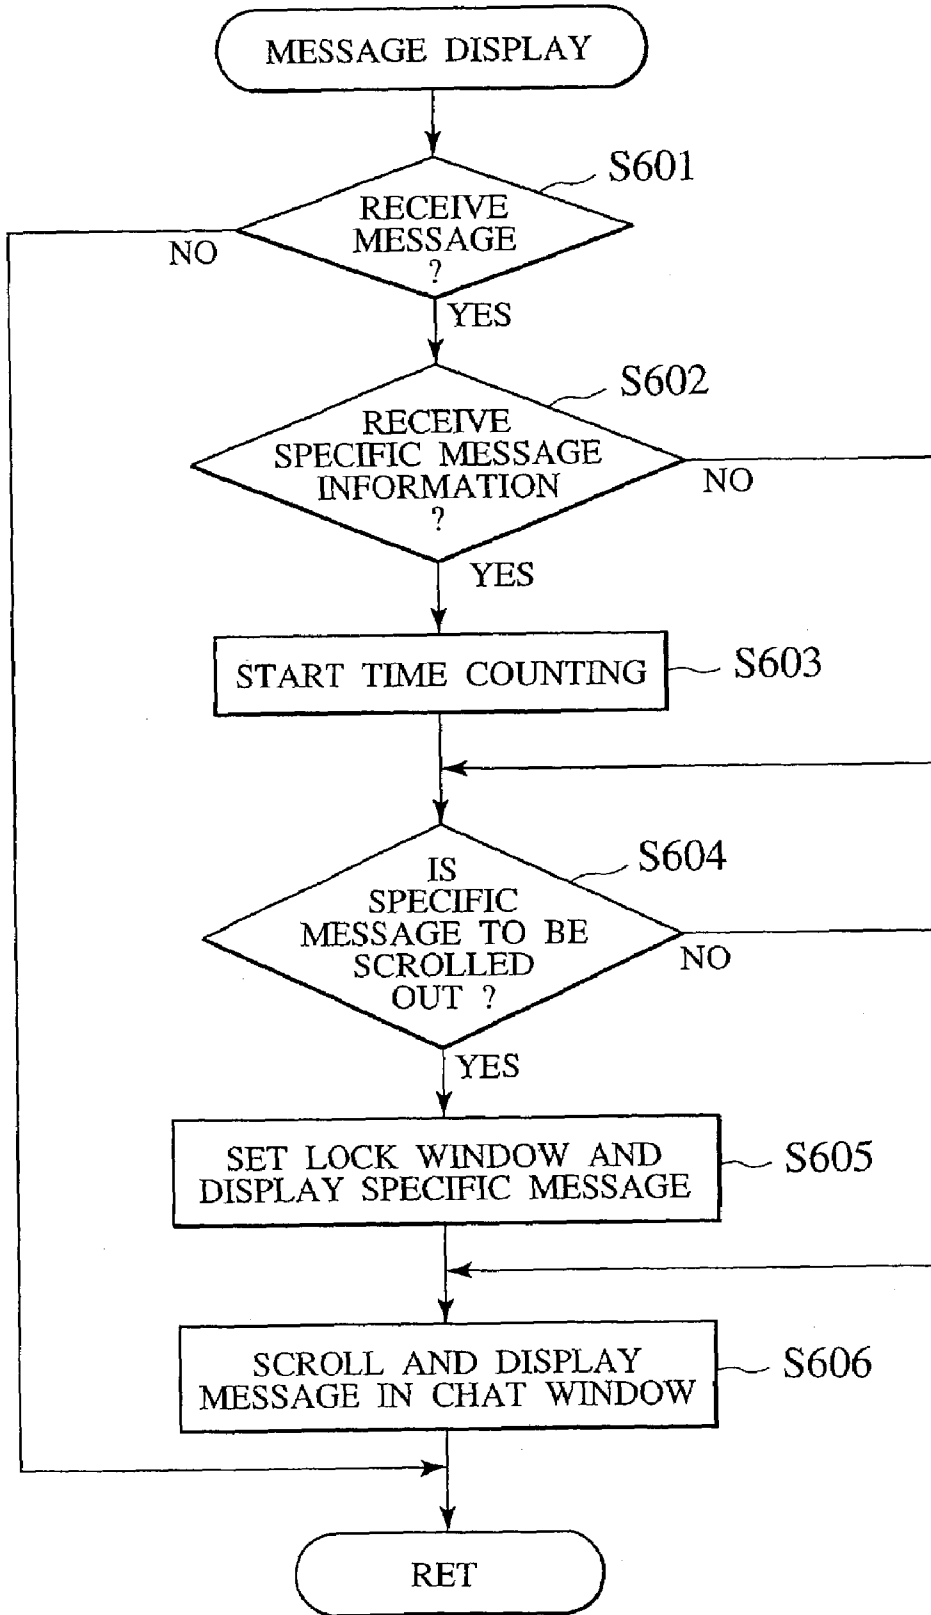 MESSAGE DISPLAY
S601
RECEIVE
MESSAGE
?
NO
YES
S602
RECEIVE
SPECIFIC MESSAGE
INFORMATION
?
NO
YES
START TIME COUNTING
S603
S604
IS
SPECIFIC
MESSAGE TO BE
SCROLLED
OUT ?
NO
YES
SET LOCK WINDOW AND
DISPLAY SPECIFIC MESSAGE
S605
SCROLL AND DISPLAY
MESSAGE IN CHAT WINDOW
S606
RET